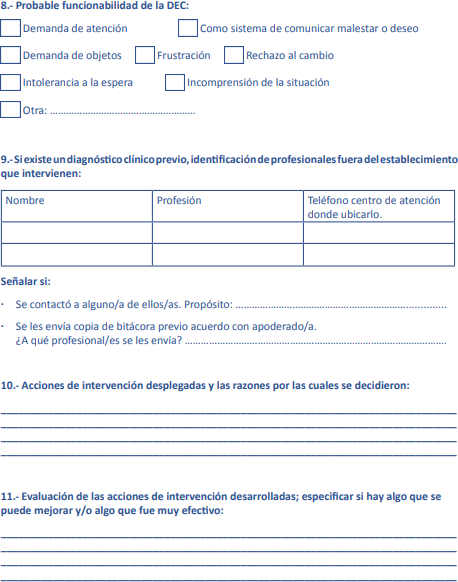 8.- Probable funcionabilidad de la DEC:
Demanda de atención Como sistema de comunicar malestar o deseo
Demanda de objetos Frustración Rechazo al cambio
Intolerancia a la espera Incomprensión de la situación
Otra: ......................................................
9.- Si existe un diagnóstico clínico previo, identificación de profesionales fuera del establecimiento
que intervienen:
Nombre Profesión Teléfono centro de atención
donde ubicarlo.
Señalar si:
· Se contactó a alguno/a de ellos/as. Propósito: ................................................................
· Se les envía copia de bitácora previo acuerdo con apoderado/a.
¿A qué profesional/es se les envía? ................................................................................
10.- Acciones de intervención desplegadas y las razones por las cuales se decidieron:
11.- Evaluación de las acciones de intervención desarrolladas; especificar si hay algo que se
puede mejorar y/o algo que fue muy efectivo: